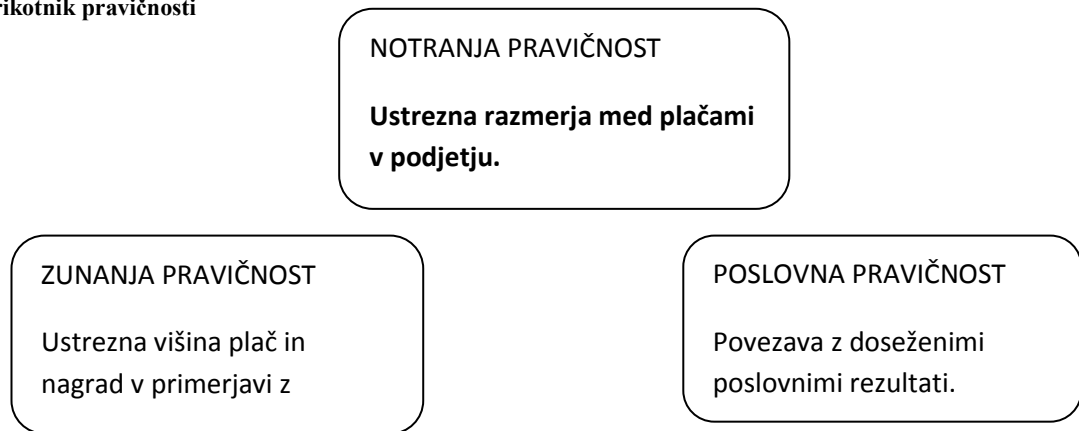 rikotnik pravičnosti
NOTRANJA PRAVIČNOST
Ustrezna razmerja med plačami
v podjetju.
ZUNANJA PRAVIČNOST
Ustrezna višina plač in
nagrad v primerjavi z
POSLOVNA PRAVIČNOST
Povezava z doseženimi
poslovnimi rezultati.